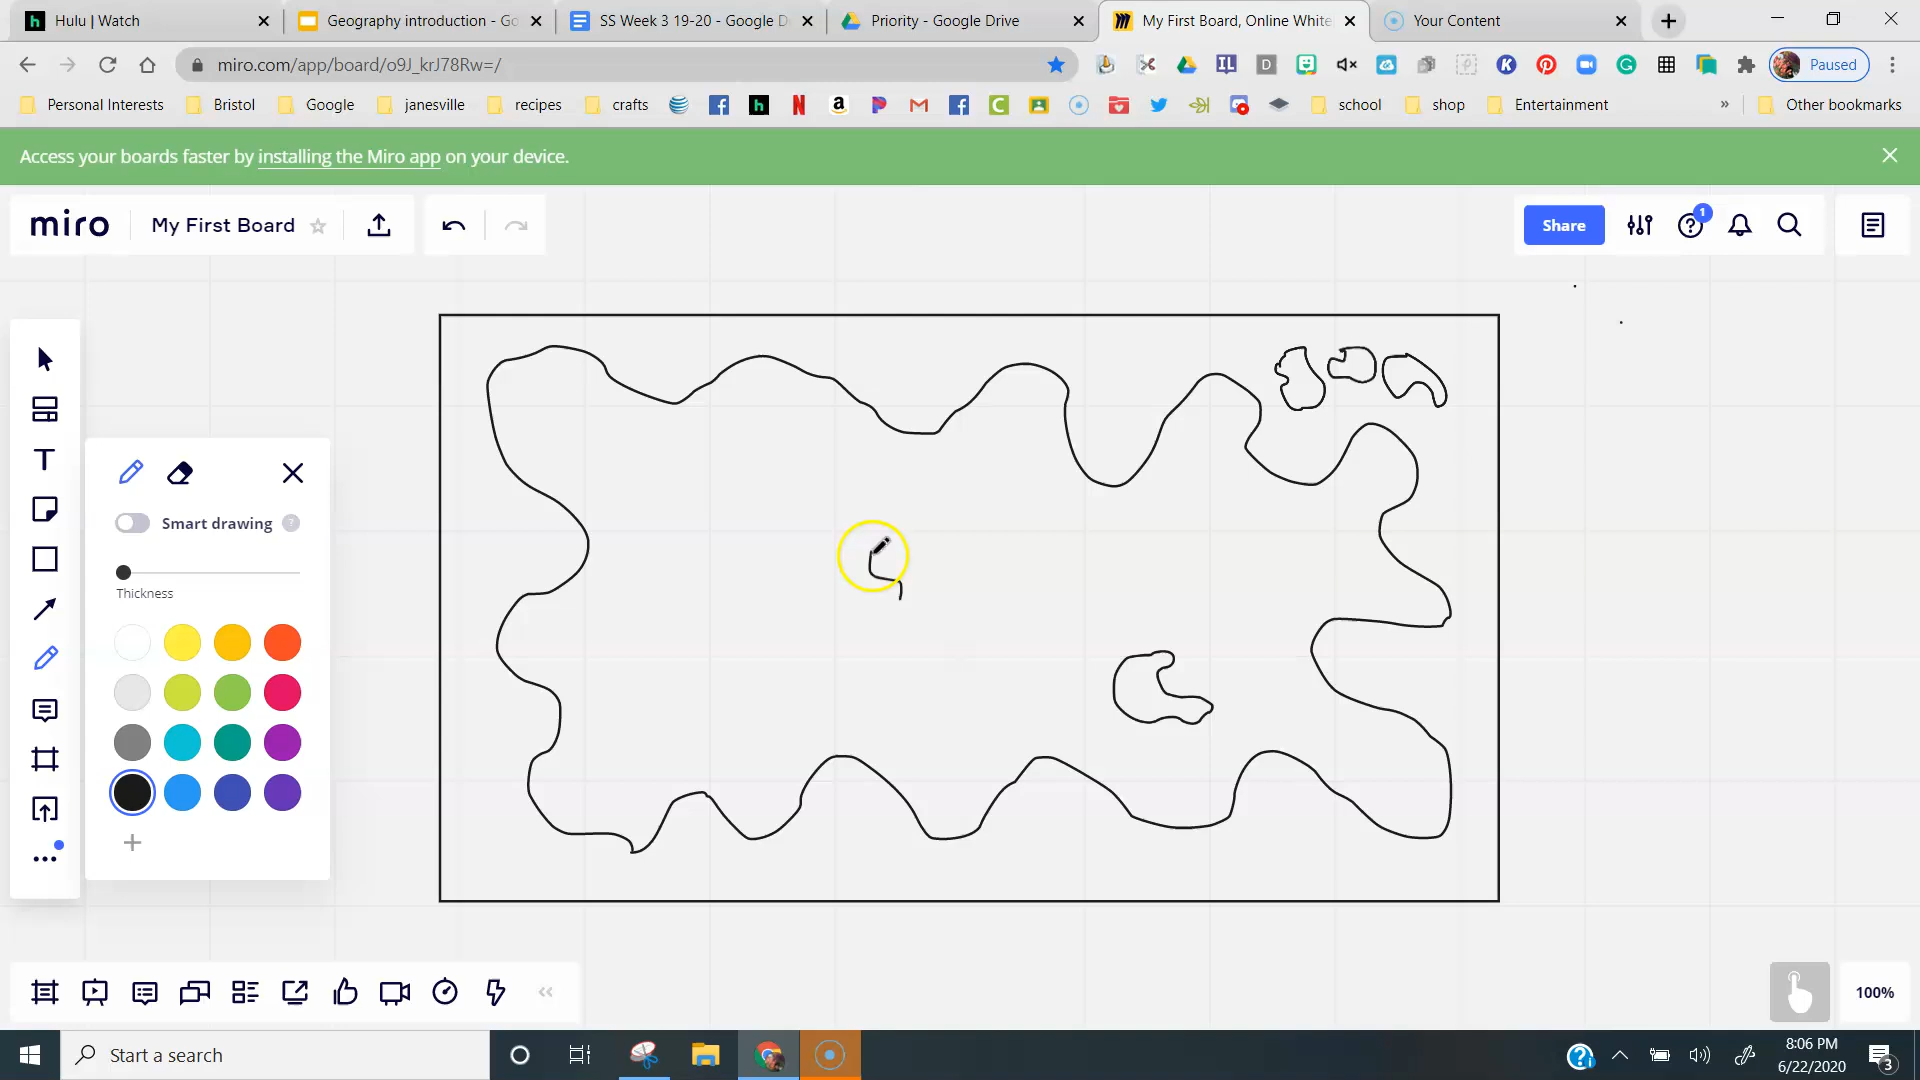 Hulu | Watch
Geography introduction - Go
SS Week 3 19-20 - Google D
Priority - Google Drive
My First Board, Online White
Your Content
miro.com/app/board/o9J_krJ78Rw=/
Paused
Personal Interests
Bristol
Google
janesville
recipes
crafts
school
shop
Entertainment
»
Other bookmarks
Access your boards faster by installing the Miro app on your device.
miro
My First Board
Share
1
Smart drawing
?
Thickness
100%
Start a search
8:06 PM
6/22/2020
3